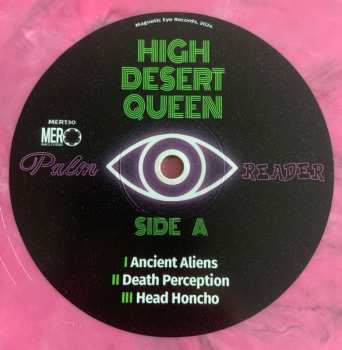 Magnetic Eye Records, 2024
HIGH
DESERT
QUEEN
MER130
MER
Palm READER
SIDE A
I Ancient Aliens
II Death Perception
III Head Honcho